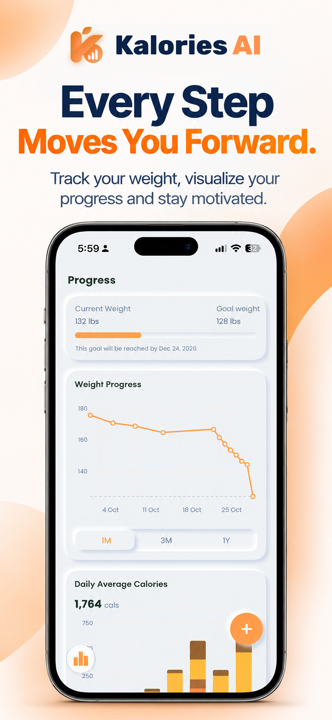 Kalories AI
Every Step
Moves You Forward.
Track your weight, visualize your
progress and stay motivated.
5:59
32
Progress
Current Weight Goal weight
132 lbs 128 lbs
This goal will be reached by Dec 24, 2026
Weight Progress
180
160
140
4 Oct 11 Oct 18 Oct 25 Oct
1M 3M 1Y
Daily Average Calories
1,764 cals
750
250